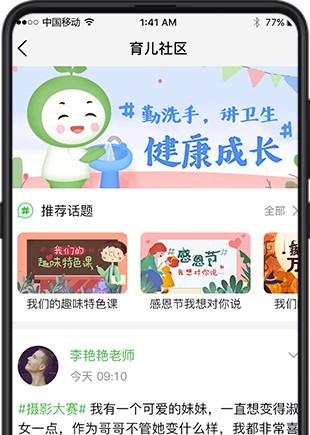 中国移动 1:41 AM 77%
育儿社区
#勤洗手，讲卫生
健康成长
# 推荐话题 全部
我们的
趣味特色课
感恩节
我想对你说
我们的趣味特色课 感恩节我想对你说 我们
李艳艳老师
今天 09:10
#摄影大赛# 我有一个可爱的妹妹，一直想变得淑
女一点，作为哥哥不管她变什么样，我都非常喜